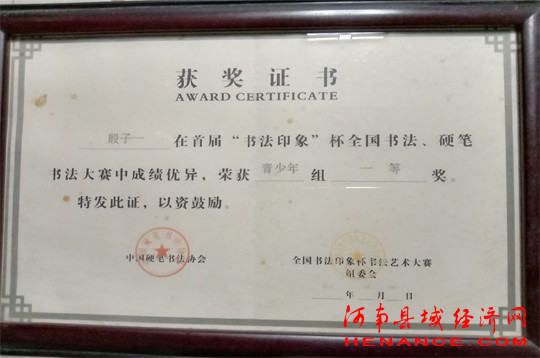 获奖证书
AWARD CERTIFICATE
殷子一 在首届“书法印象”杯全国书法、硬笔
书法大赛中成绩优异,荣获 青少年 组 一等 奖
特发此证,以资鼓励
中国硬笔书法协会
全国书法印象杯书法艺术大赛
组委会
年 月 日
河南县域经济网
HENANCE.COM